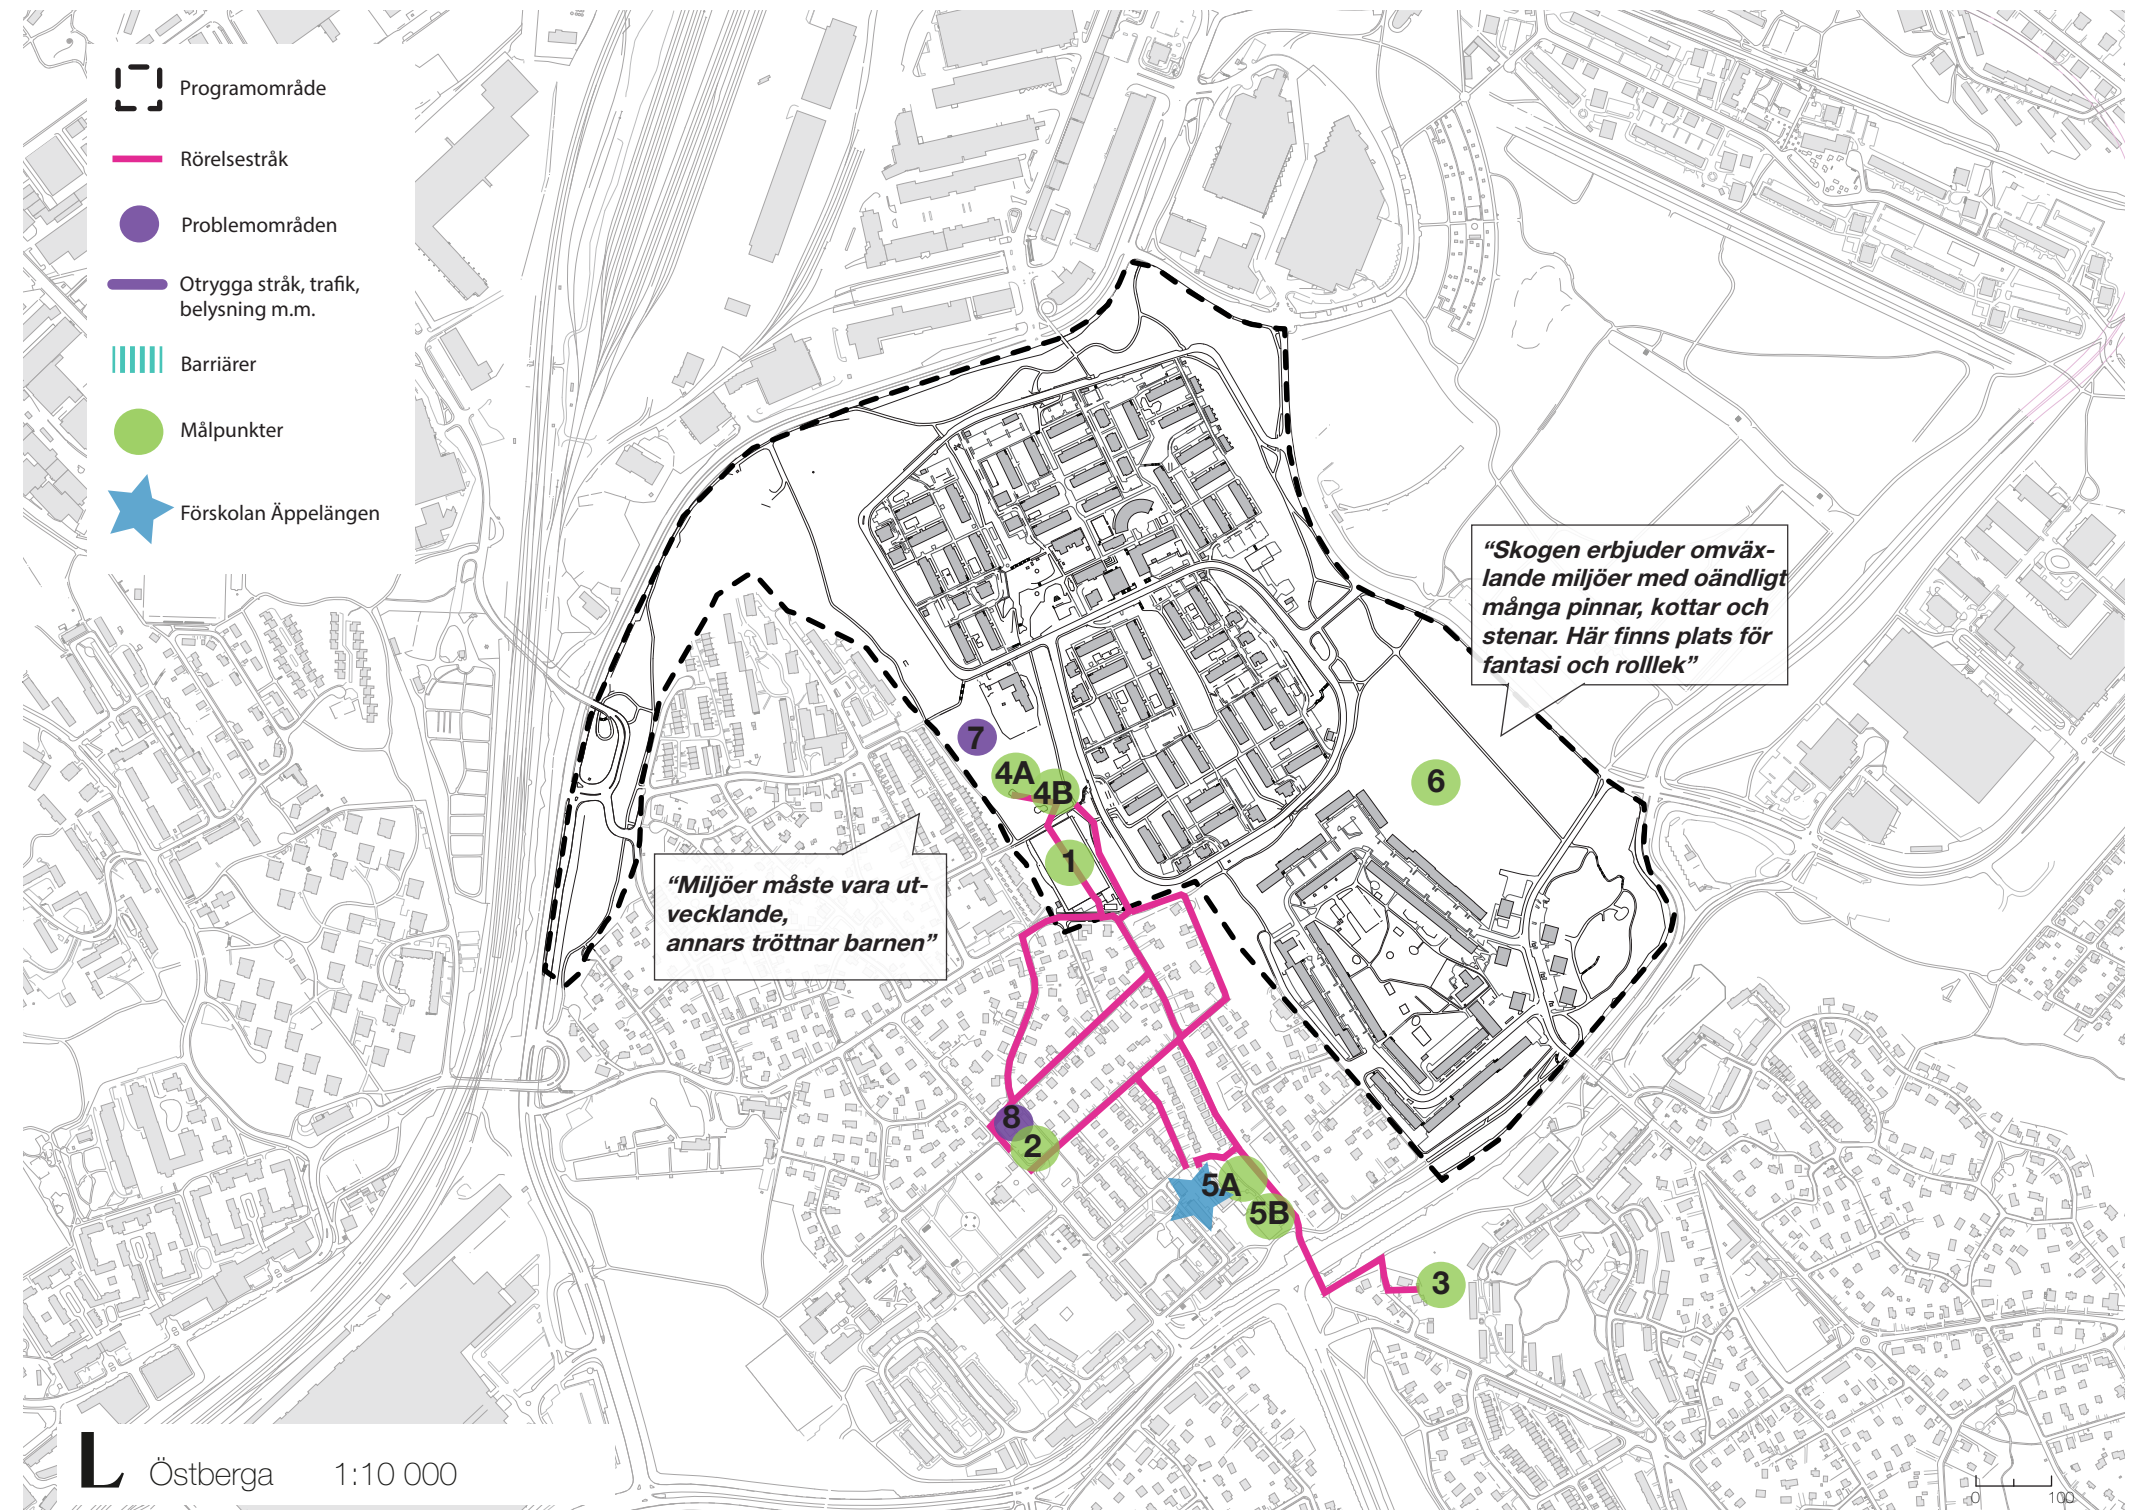 Programområde
Rörelsestråk
Problemområden
Otrygga stråk, trafik,
belysning m.m.
Barriärer
Målpunkter
Förskolan Äppelängen
“Skogen erbjuder omväx-
lande miljöer med oändligt
många pinnar, kottar och
stenar. Här finns plats för
fantasi och rolllek”
7
4A
4B
6
1
“Miljöer måste vara ut-
vecklande,
annars tröttnar barnen”
8
2
5A
5B
3
L Östberga 1:10 000
0 100